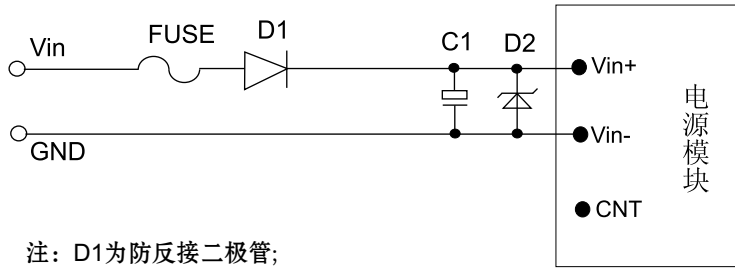 Vin
FUSE
D1
C1
D2
Vin+
GND
Vin-
CNT
电源模块
注：D1为防反接二极管;